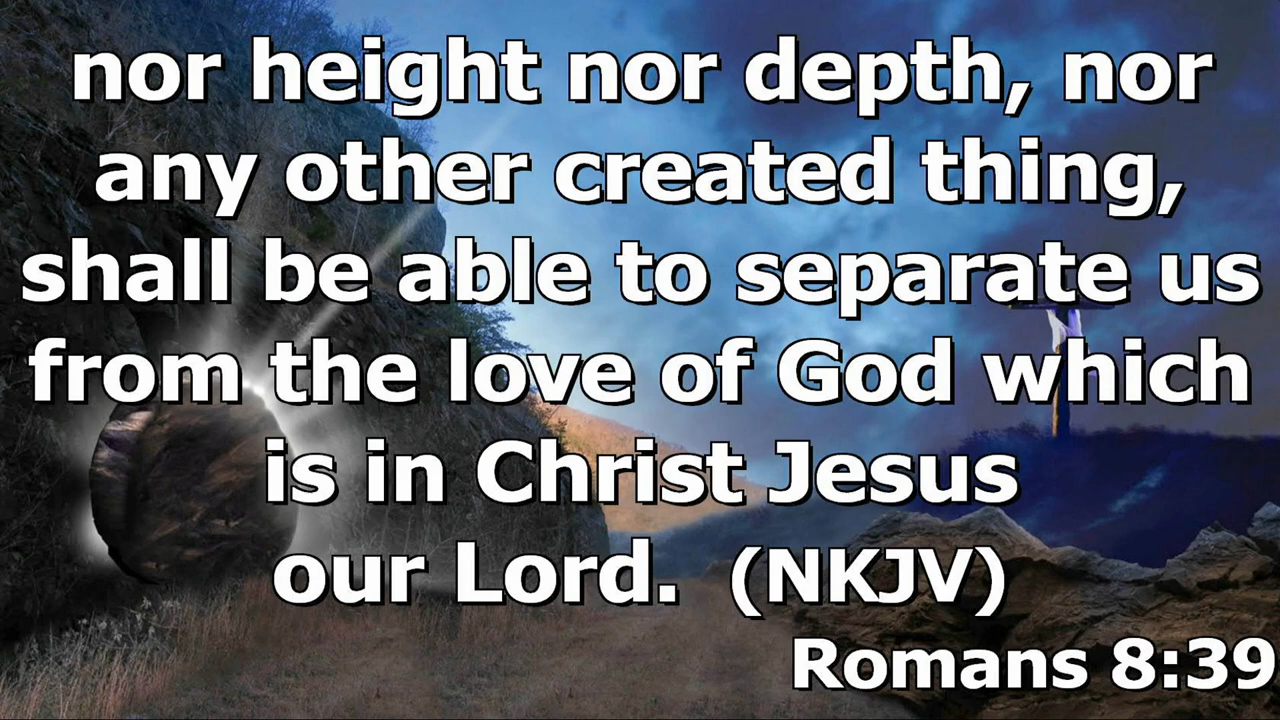 nor height nor depth, nor
any other created thing,
shall be able to separate us
from the love of God which
is in Christ Jesus
our Lord. (NKJV)
Romans 8:39